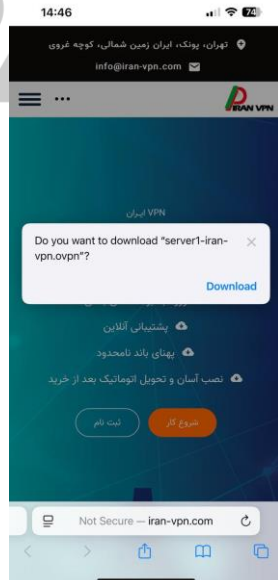 14:46
74
تهران، پونک، ایران زمین شمالی، کوچه غروی
info@iran-vpn.com
IRAN VPN
VPN ایران
Do you want to download “server1-iran-
vpn.ovpn”?
Download
پشتیبانی آنلاین
پهنای باند نامحدود
نصب آسان و تحویل اتوماتیک بعد از خرید
شروع کار
ثبت نام
Not Secure — iran-vpn.com